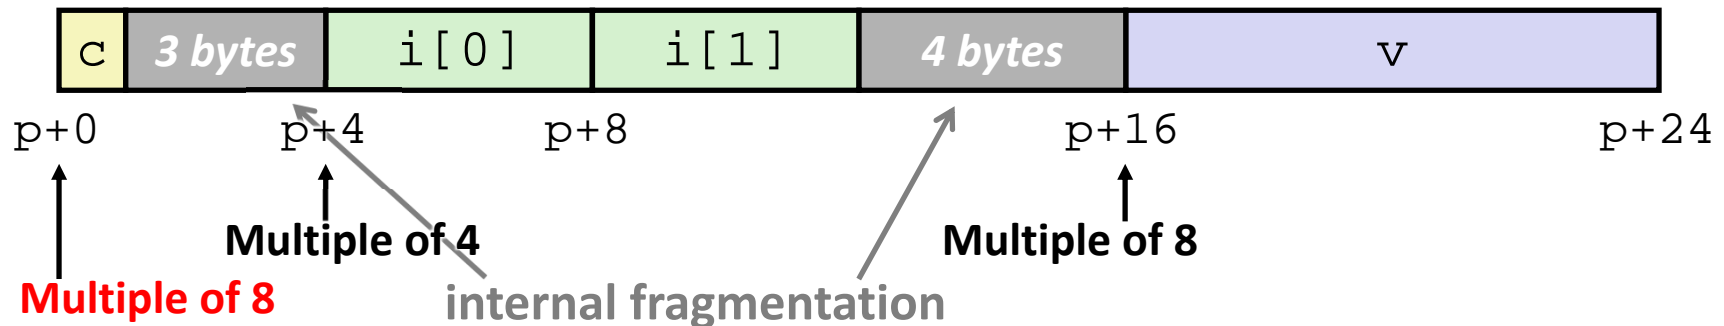 c 3 bytes i[0] i[1] 4 bytes v
p+0 p+4 p+8 p+16 p+24
Multiple of 4 Multiple of 8
Multiple of 8 internal fragmentation